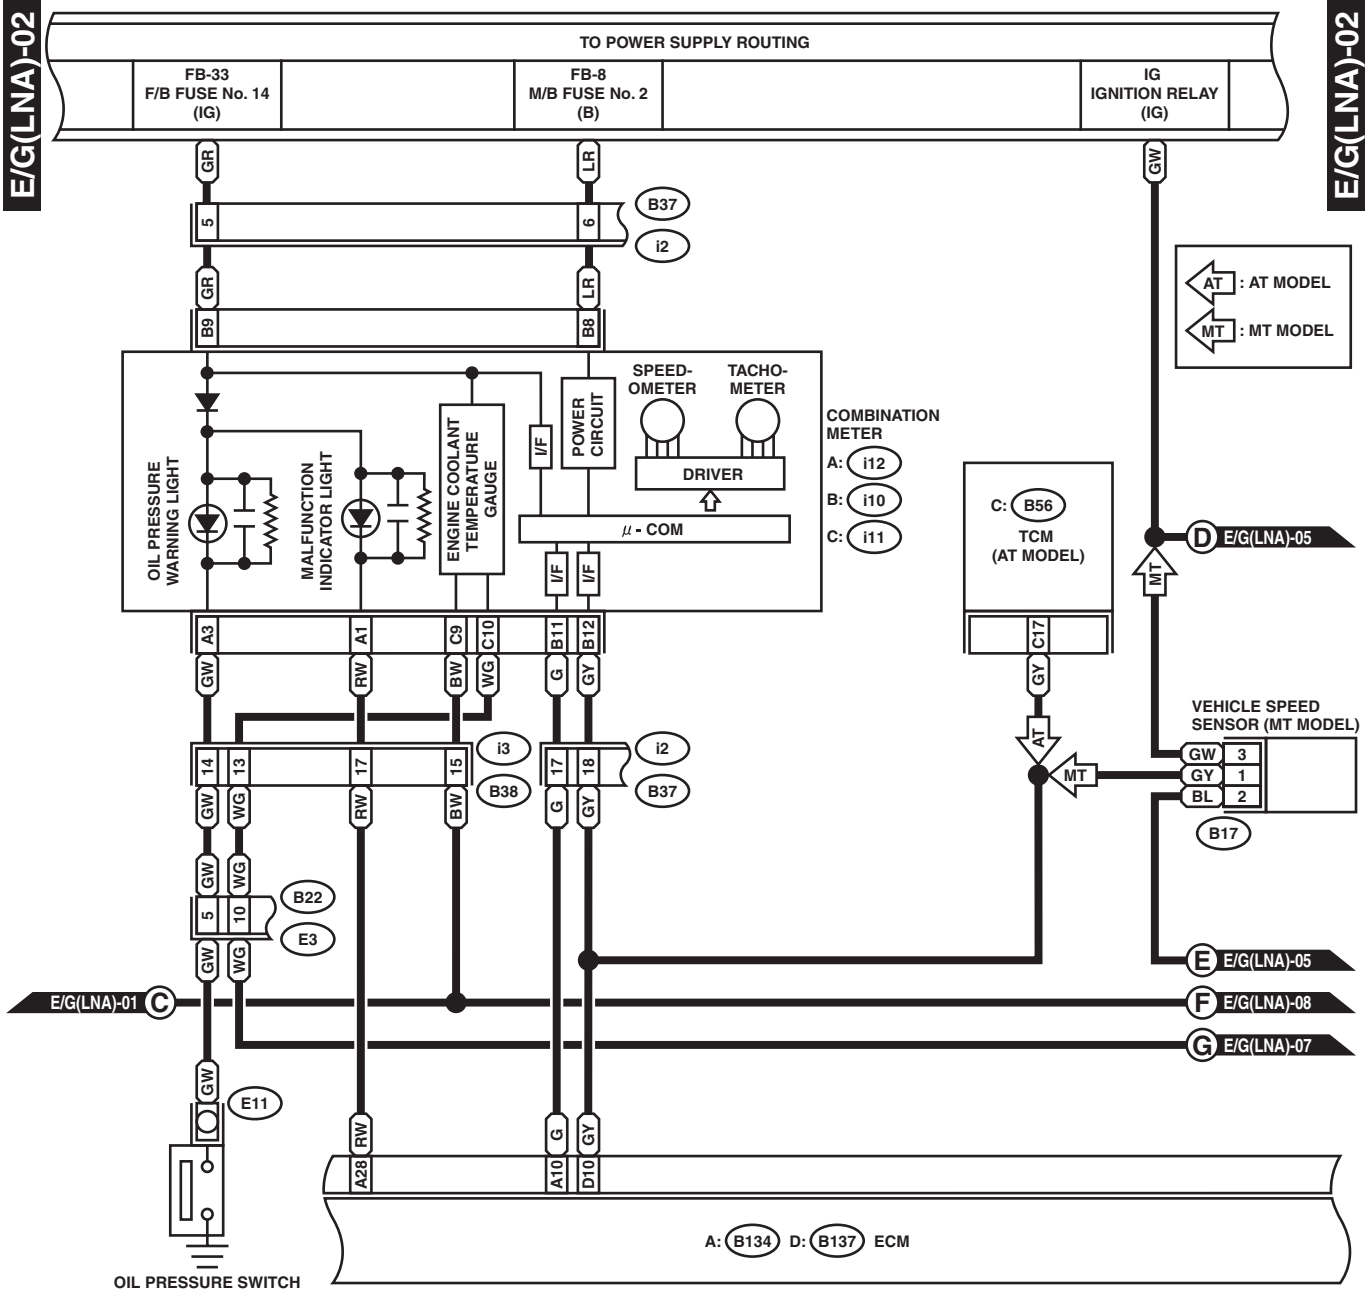 E/G(LNA)-02
E/G(LNA)-02
TO POWER SUPPLY ROUTING
FB-33
F/B FUSE No. 14
(IG)
FB-8
M/B FUSE No. 2
(B)
IG
IGNITION RELAY
(IG)
GR
LR
GW
5
6
B37
i2
GR
LR
B9
B8
AT : AT MODEL
MT : MT MODEL
OIL PRESSURE
WARNING LIGHT
MALFUNCTION
INDICATOR LIGHT
ENGINE COOLANT
TEMPERATURE
GAUGE
I/F
POWER
CIRCUIT
SPEED-
OMETER
TACHO-
METER
DRIVER
μ - COM
I/F
I/F
COMBINATION
METER
A: i12
B: i10
C: i11
C: B56
TCM
(AT MODEL)
D E/G(LNA)-05
MT
A3
A1
C9
C10
B11
B12
C17
GW
RW
BW
WG
G
GY
GY
AT
MT
VEHICLE SPEED
SENSOR (MT MODEL)
GW 3
GY 1
BL 2
B17
14
13
17
15
i3
B38
17
18
i2
B37
GW
WG
RW
BW
G
GY
GW
WG
5
10
B22
E3
GW
WG
E E/G(LNA)-05
E/G(LNA)-01 C
F E/G(LNA)-08
G E/G(LNA)-07
GW
E11
RW
G
GY
A28
A10
D10
A: B134 D: B137 ECM
OIL PRESSURE SWITCH